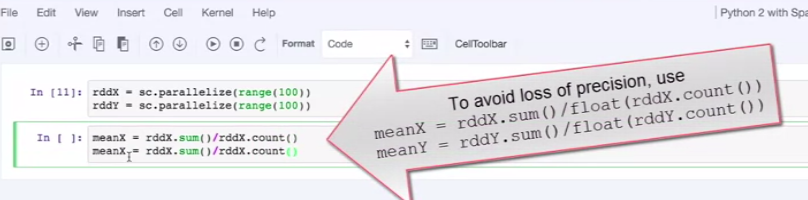 File Edit View Insert Cell Kernel Help
Python 2 with Spa
Format Code CellToolbar
In [11]: rddX = sc.parallelize(range(100))
rddY = sc.parallelize(range(100))
In [ ]: meanX = rddX.sum()/rddX.count()
meanX = rddX.sum()/rddX.count()
To avoid loss of precision, use
meanX = rddX.sum()/float(rddX.count())
meanY = rddY.sum()/float(rddY.count())